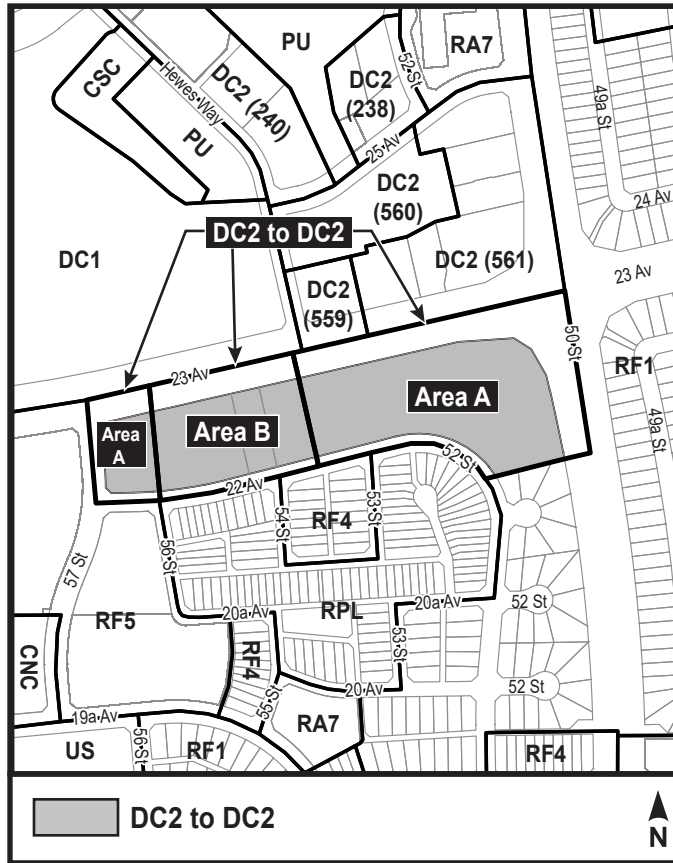 PU
RA7
CSC
Hewes Way
DC2
(240)
DC2
(238)
52 St
49a St
PU
25 Av
24 Av
DC2
(560)
DC2 to DC2
DC1
DC2 (561)
23 Av
DC2
(559)
50 St
RF1
23 Av
Area A
Area
A
Area B
49a St
52 St
22 Av
54 St
RF4
53 St
56 St
57 St
RF5
20a Av
RPL
20a Av
52 St
CNC
RF4
53 St
55 St
20 Av
52 St
19a Av
RA7
US
56 St
RF1
RF4
DC2 to DC2
N